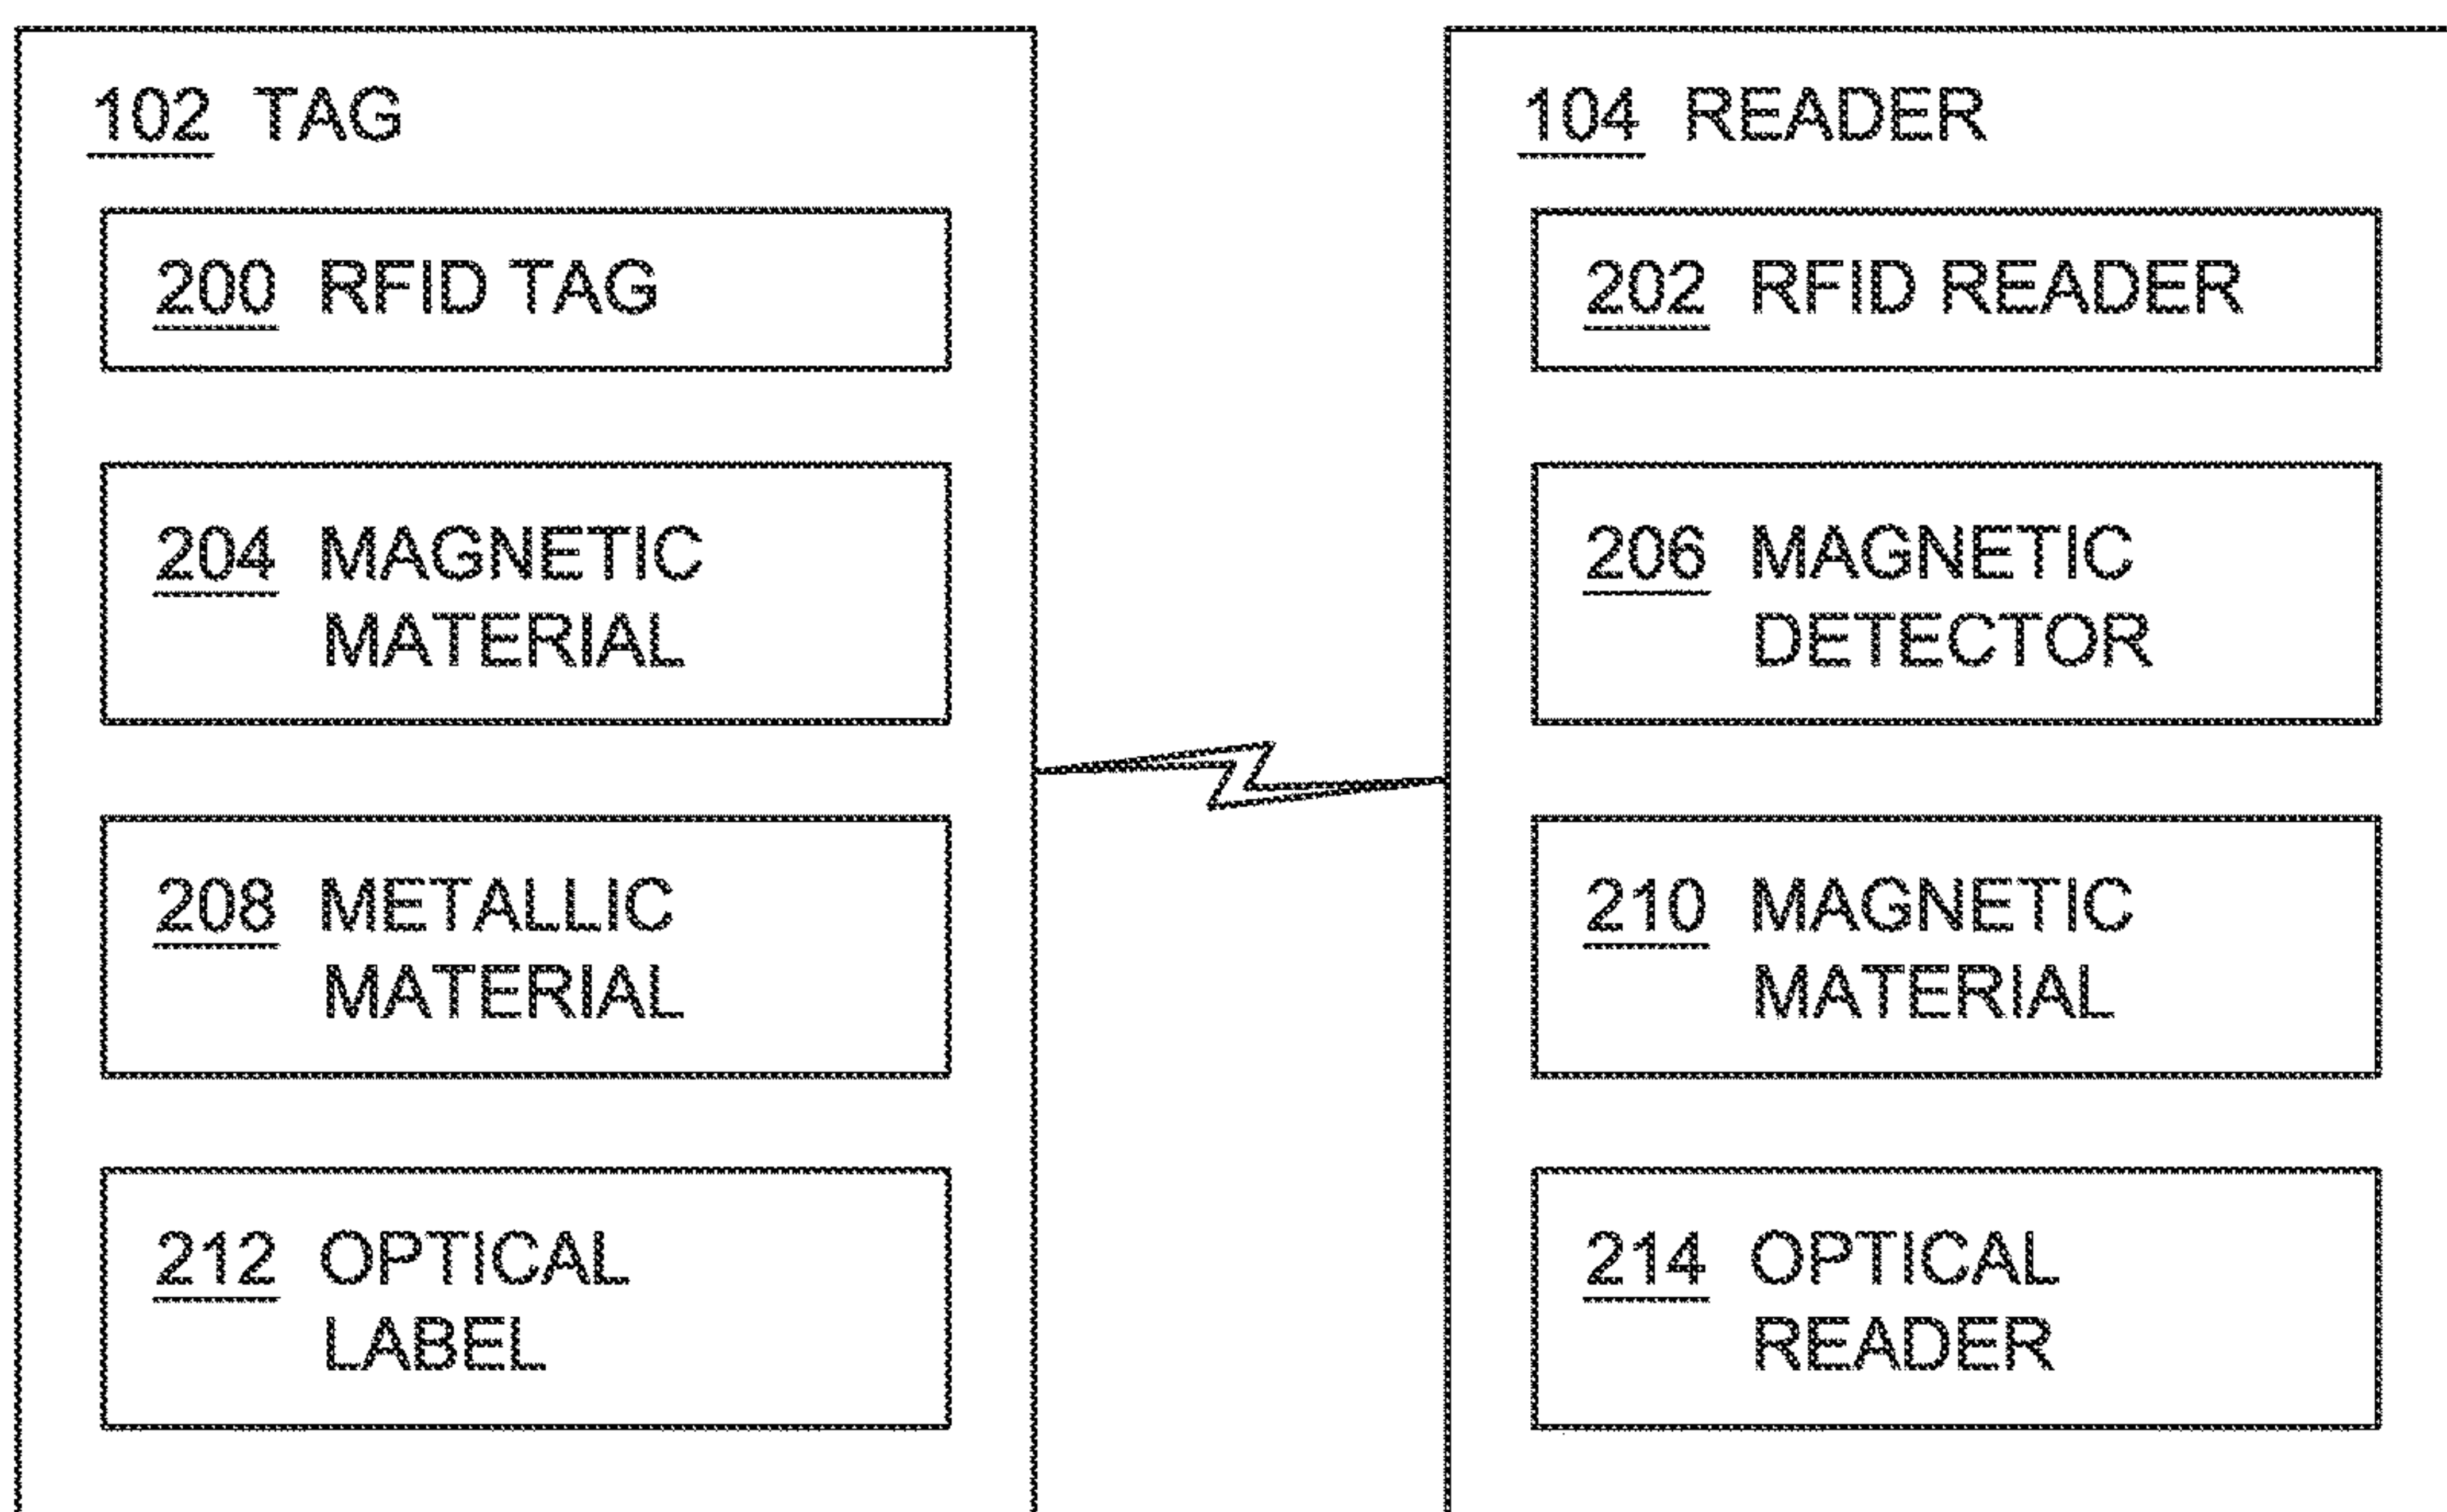 102 TAG
200 RFID TAG
204 MAGNETIC
MATERIAL
208 METALLIC
MATERIAL
212 OPTICAL
LABEL
104 READER
202 RFID READER
206 MAGNETIC
DETECTOR
210 MAGNETIC
MATERIAL
214 OPTICAL
READER